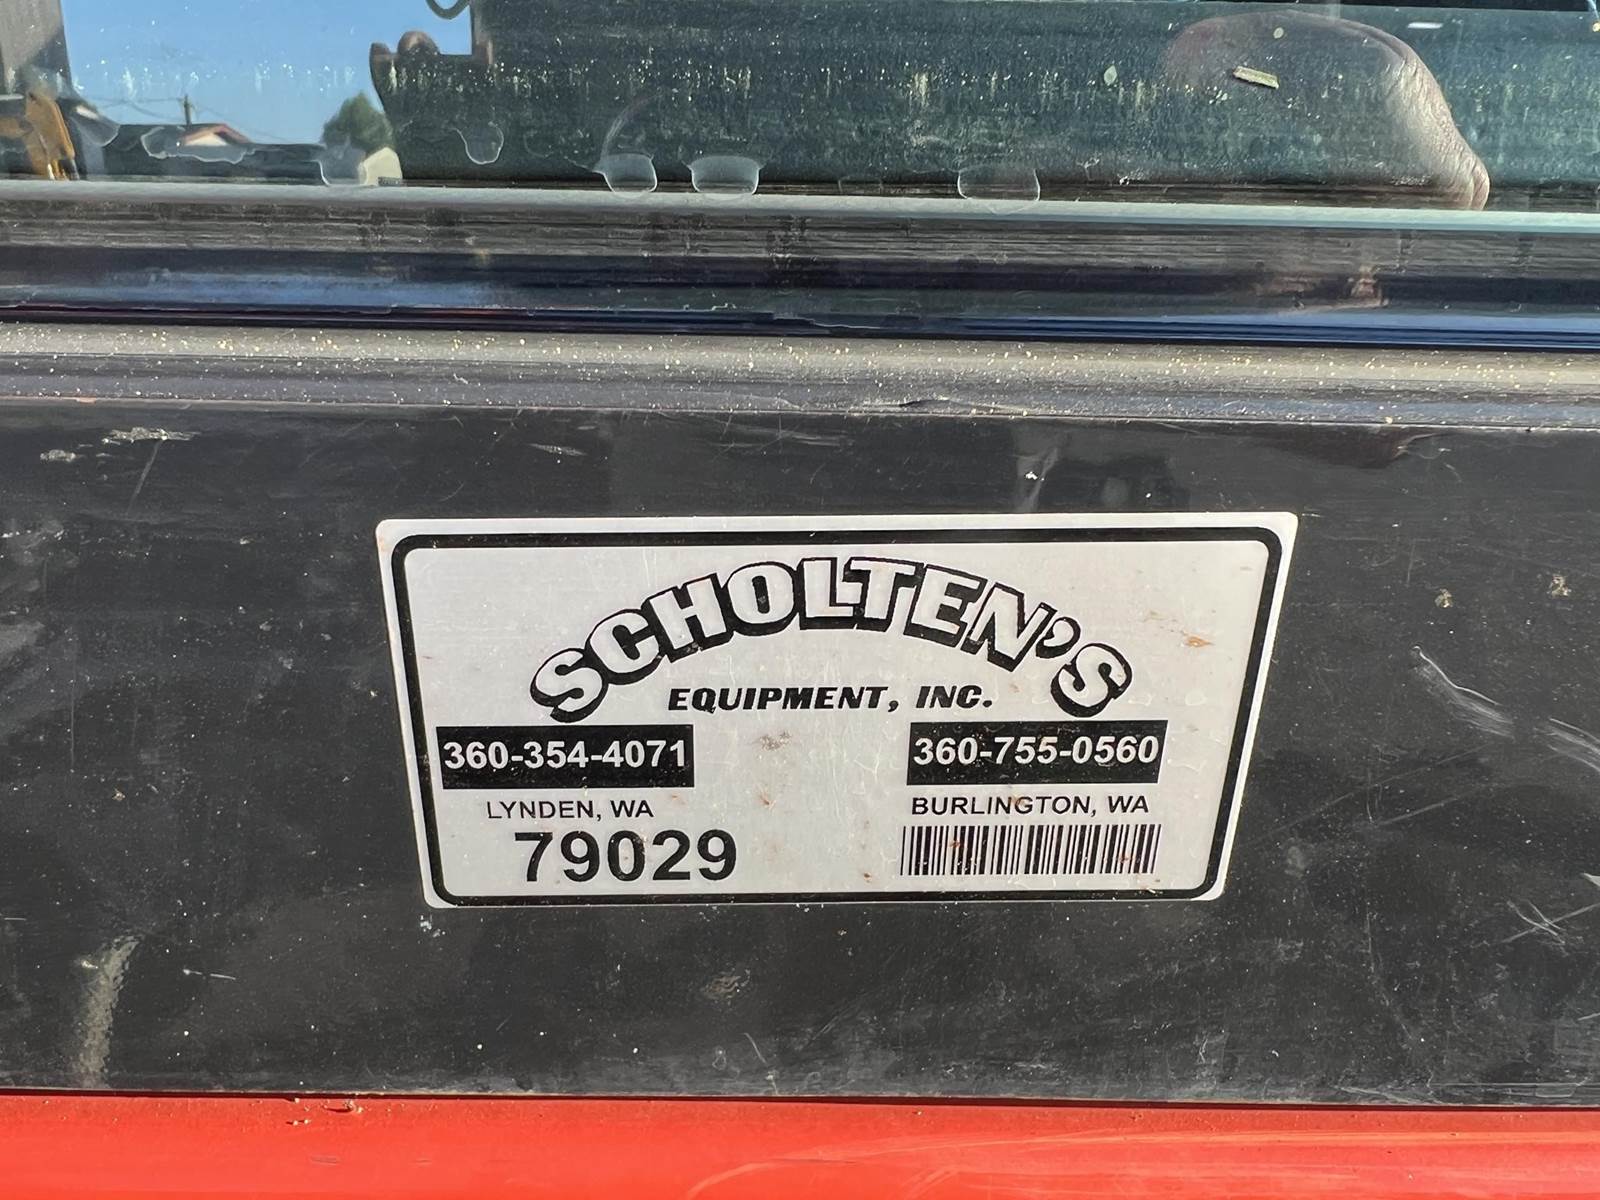 SCHOLTEN'S
EQUIPMENT, INC.
360-354-4071
LYNDEN, WA
79029
360-755-0560
BURLINGTON, WA